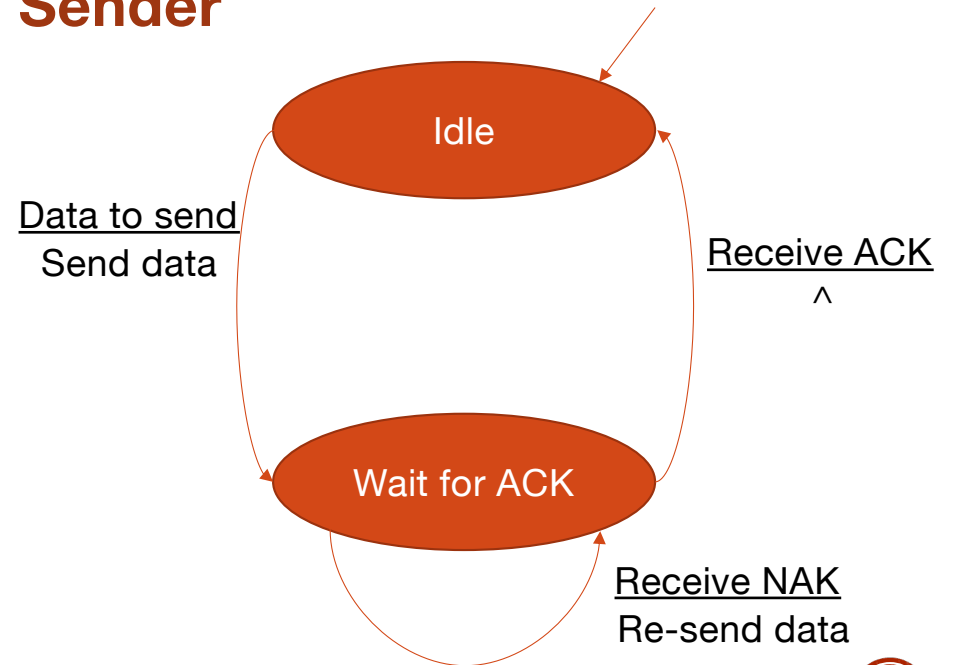 Sender
Idle
Data to send
Send data
Receive ACK
^
Wait for ACK
Receive NAK
Re-send data